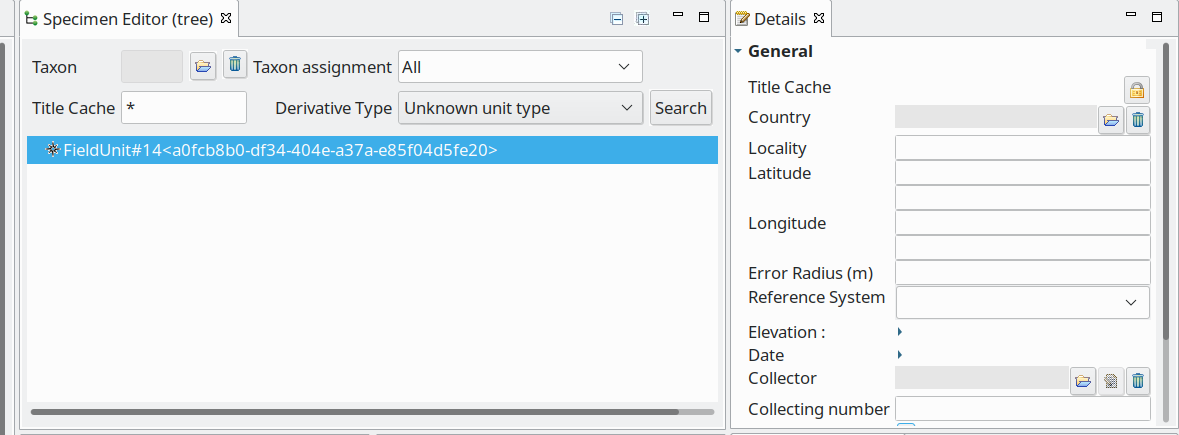 Specimen Editor (tree)
Taxon
Taxon assignment
All
Title Cache
*
Derivative Type
Unknown unit type
Search
FieldUnit#14<a0fcb8b0-df34-404e-a37a-e85f04d5fe20>
Details
General
Title Cache
Country
Locality
Latitude
Longitude
Error Radius (m)
Reference System
Elevation :
Date
Collector
Collecting number